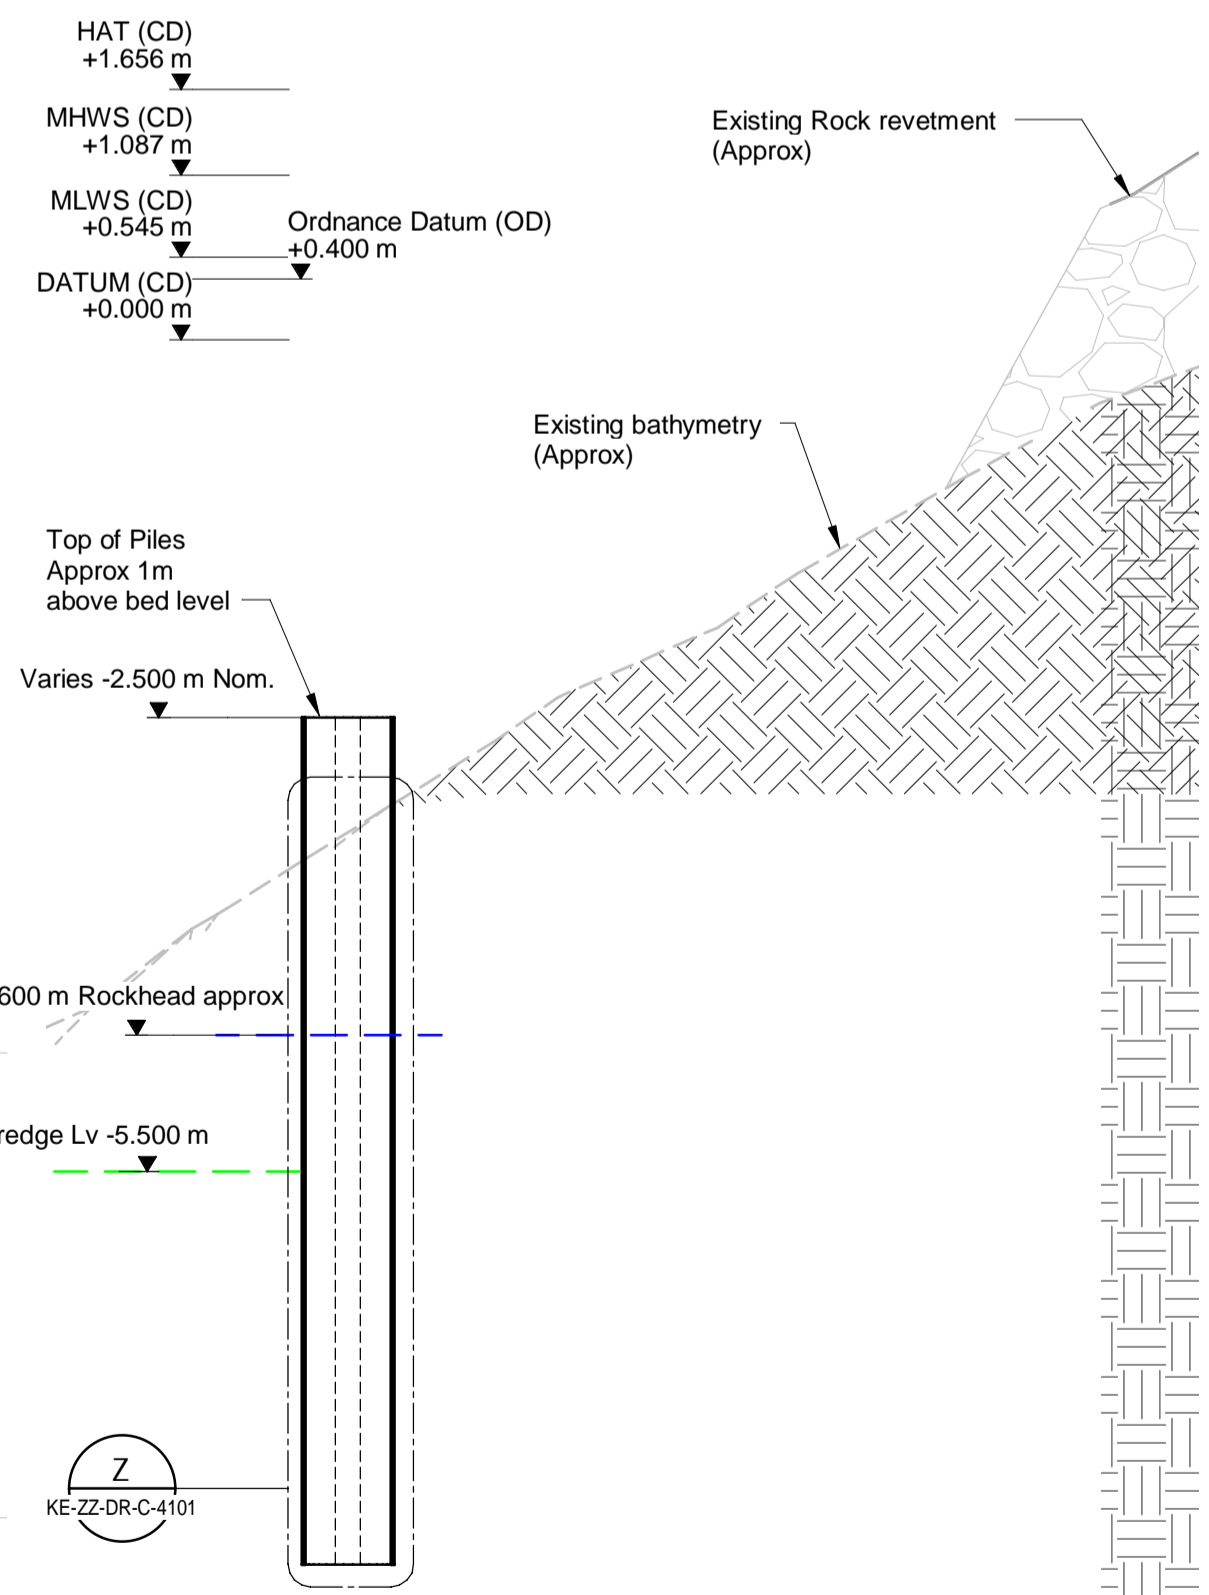 HAT (CD)
+1.656 m
MHWS (CD)
+1.087 m
MLWS (CD)
+0.545 m
Ordnance Datum (OD)
+0.400 m
DATUM (CD)
+0.000 m
Existing Rock revetment
(Approx)
Existing bathymetry
(Approx)
Top of Piles
Approx 1m
above bed level
Varies -2.500 m Nom.
600 m Rockhead approx
redge Lv -5.500 m
Z
KE-ZZ-DR-C-4101